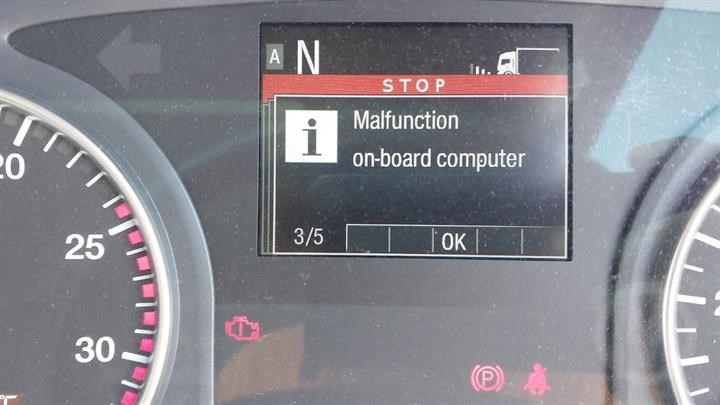 A N
STOP
i Malfunction
on-board computer
3/5 OK
20
25
30
P